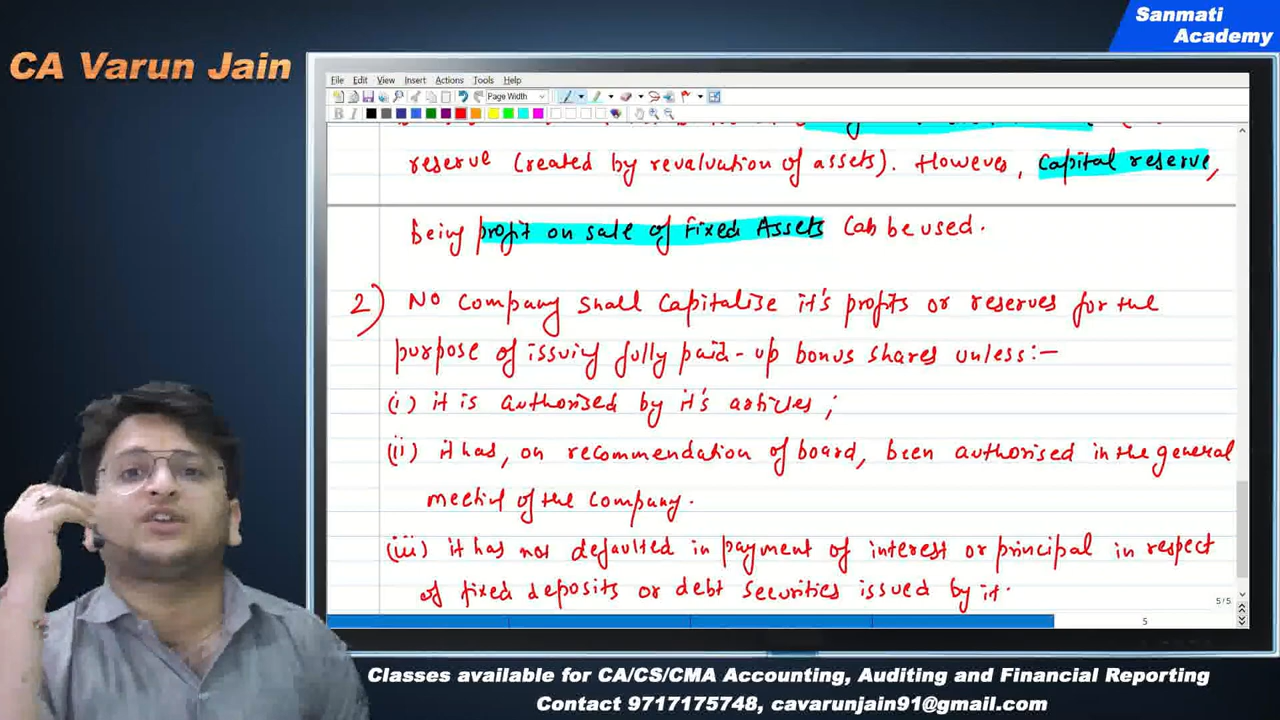 Sanmati
Academy
CA Varun Jain
File Edit View Insert Actions Tools Help
Page Width
reserve (created by revaluation of assets). However, Capital reserve,
being profit on sale of Fixed Assets Can be used.
2) No Company shall Capitalise it's profits or reserves for the
purpose of issuing fully paid-up bonus shares unless:-
(i) it is authorised by it's articles;
(ii) it has, on recommendation of board, been authorised in the general
meeting of the Company.
(iii) it has not defaulted in payment of interest or principal in respect
of fixed deposits or debt securities issued by it.
5/5
5
Classes available for CA/CS/CMA Accounting, Auditing and Financial Reporting
Contact 9717175748, cavarunjain91@gmail.com